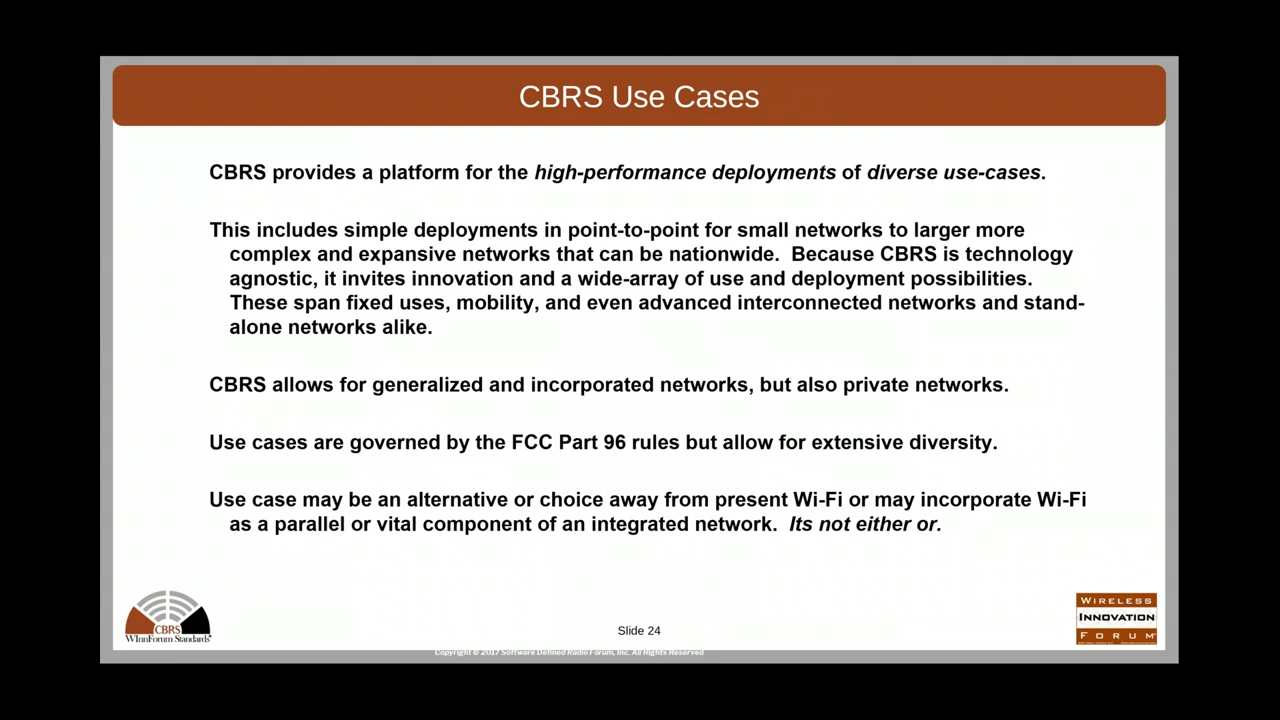 CBRS Use Cases
CBRS provides a platform for the high-performance deployments of diverse use-cases.
This includes simple deployments in point-to-point for small networks to larger more
complex and expansive networks that can be nationwide.  Because CBRS is technology
agnostic, it invites innovation and a wide-array of use and deployment possibilities.
These span fixed uses, mobility, and even advanced interconnected networks and stand-
alone networks alike.
CBRS allows for generalized and incorporated networks, but also private networks.
Use cases are governed by the FCC Part 96 rules but allow for extensive diversity.
Use case may be an alternative or choice away from present Wi-Fi or may incorporate Wi-Fi
as a parallel or vital component of an integrated network.  Its not either or.
CBRS
WInnForum Standards
Slide 24
WIRELESS
INNOVATION
FORUM
Copyright © 2017 Software Defined Radio Forum, Inc. All Rights Reserved